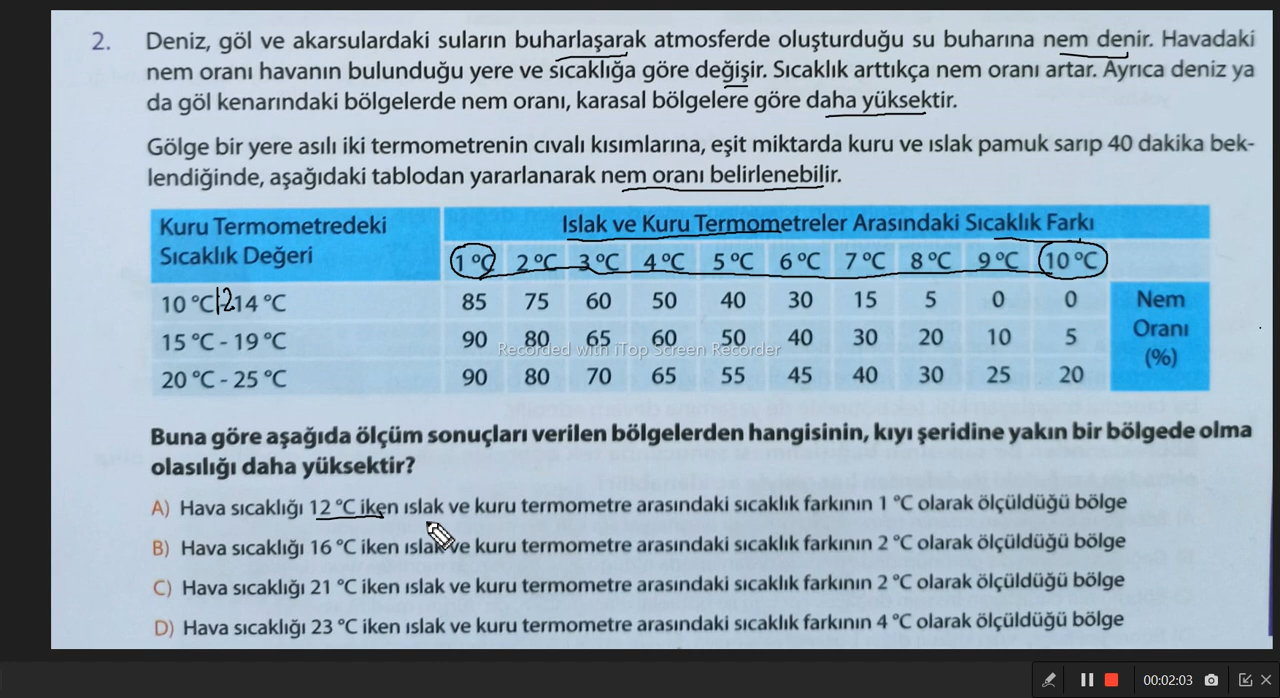 2. Deniz, göl ve akarsulardaki suların buharlaşarak atmosferde oluşturduğu su buharına nem denir. Havadaki
nem oranı havanın bulunduğu yere ve sıcaklığa göre değişir. Sıcaklık arttıkça nem oranı artar. Ayrıca deniz ya
da göl kenarındaki bölgelerde nem oranı, karasal bölgelere göre daha yüksektir.
Gölge bir yere asılı iki termometrenin cıvalı kısımlarına, eşit miktarda kuru ve ıslak pamuk sarıp 40 dakika bek-
lendiğinde, aşağıdaki tablodan yararlanarak nem oranı belirlenebilir.
Kuru Termometredeki Sıcaklık Değeri
Islak ve Kuru Termometreler Arasındaki Sıcaklık Farkı
1 °C 2 °C 3 °C 4 °C 5 °C 6 °C 7 °C 8 °C 9 °C 10 °C
10 °C 12 14 °C 85 75 60 50 40 30 15 5 0 0
15 °C - 19 °C 90 80 65 60 50 40 30 20 10 5
20 °C - 25 °C 90 80 70 65 55 45 40 30 25 20
Nem
Oranı
(%)
Recorded with iTop Screen Recorder
Buna göre aşağıda ölçüm sonuçları verilen bölgelerden hangisinin, kıyı şeridine yakın bir bölgede olma
olasılığı daha yüksektir?
A) Hava sıcaklığı 12 °C iken ıslak ve kuru termometre arasındaki sıcaklık farkının 1 °C olarak ölçüldüğü bölge
B) Hava sıcaklığı 16 °C iken ıslak ve kuru termometre arasındaki sıcaklık farkının 2 °C olarak ölçüldüğü bölge
C) Hava sıcaklığı 21 °C iken ıslak ve kuru termometre arasındaki sıcaklık farkının 2 °C olarak ölçüldüğü bölge
D) Hava sıcaklığı 23 °C iken ıslak ve kuru termometre arasındaki sıcaklık farkının 4 °C olarak ölçüldüğü bölge
00:02:03